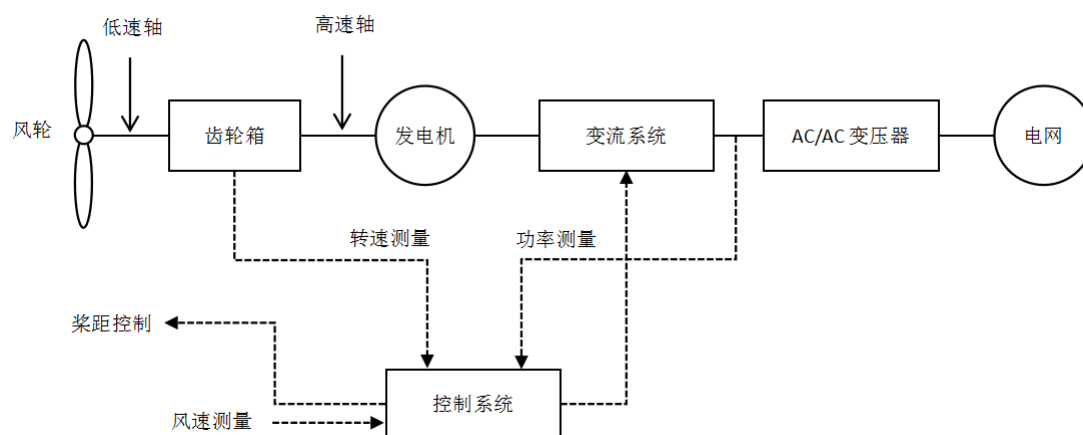 低速轴
高速轴
风轮
齿轮箱
发电机
变流系统
AC/AC 变压器
电网
转速测量
功率测量
桨距控制
控制系统
风速测量